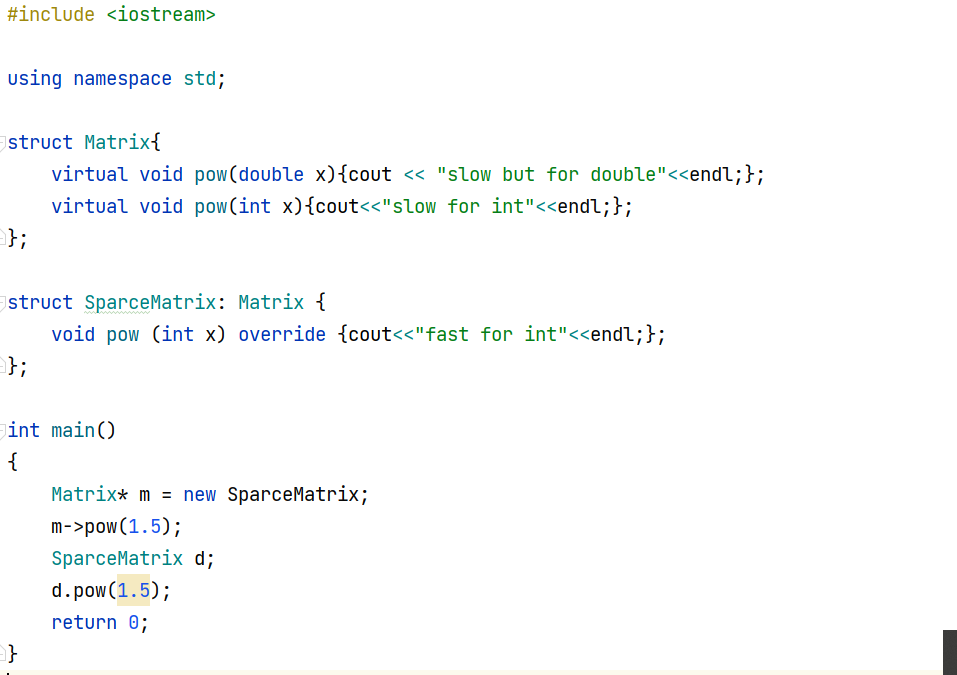 #include <iostream>
using namespace std;
struct Matrix{
    virtual void pow(double x){cout << "slow but for double"<<endl;};
    virtual void pow(int x){cout<<"slow for int"<<endl;};
};
struct SparceMatrix: Matrix {
    void pow (int x) override {cout<<"fast for int"<<endl;};
};
int main()
{
    Matrix* m = new SparceMatrix;
    m->pow(1.5);
    SparceMatrix d;
    d.pow(1.5);
    return 0;
}